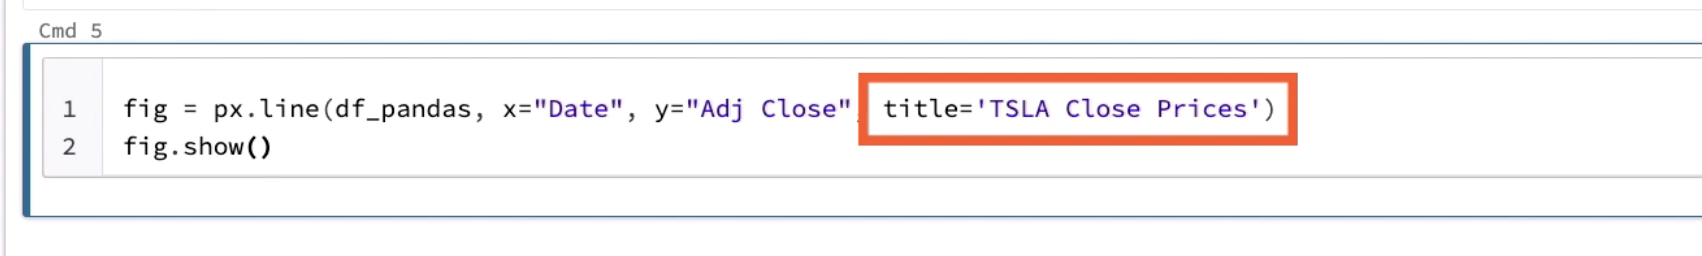 Cmd 5
1 fig = px.line(df_pandas, x="Date", y="Adj Close", title='TSLA Close Prices')
2 fig.show()